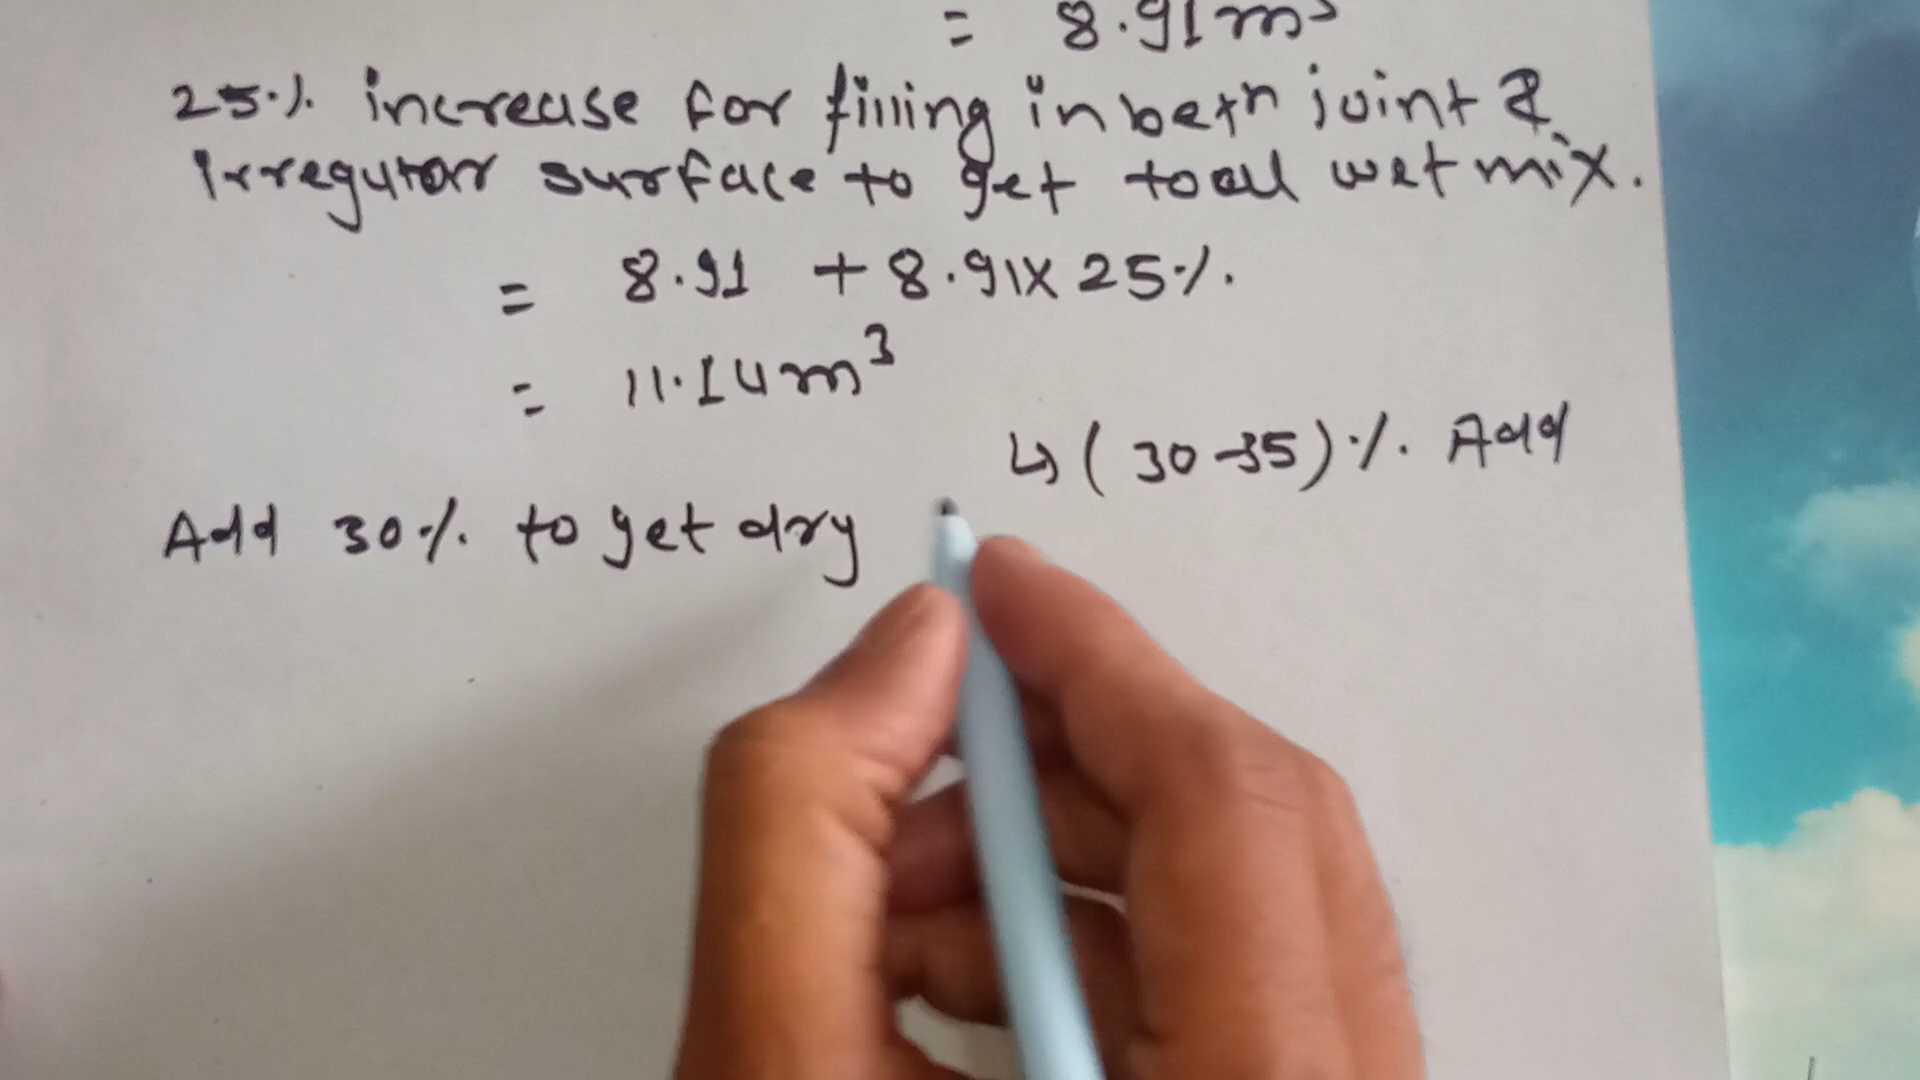 = 8.91m³
25% increase for filling in betn joint &
Irregular surface to get toal wet mix.
= 8.91 + 8.91x 25%.
= 11.14m³
↳ (30-35)% Add
Add 30% to get dry